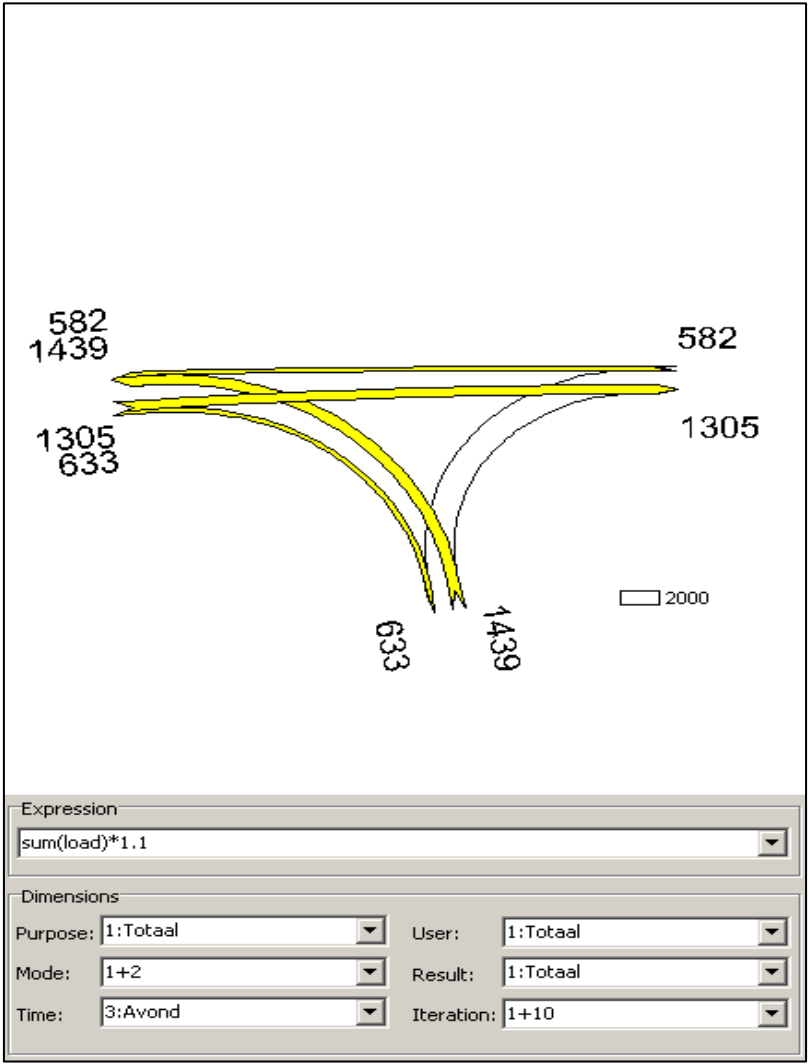 582
1439
582
1305
633
1305
2000
633
1439
Expression
sum(load)*1.1
Dimensions
Purpose: 1:Totaal User: 1:Totaal
Mode: 1+2 Result: 1:Totaal
Time: 3:Avond Iteration: 1+10